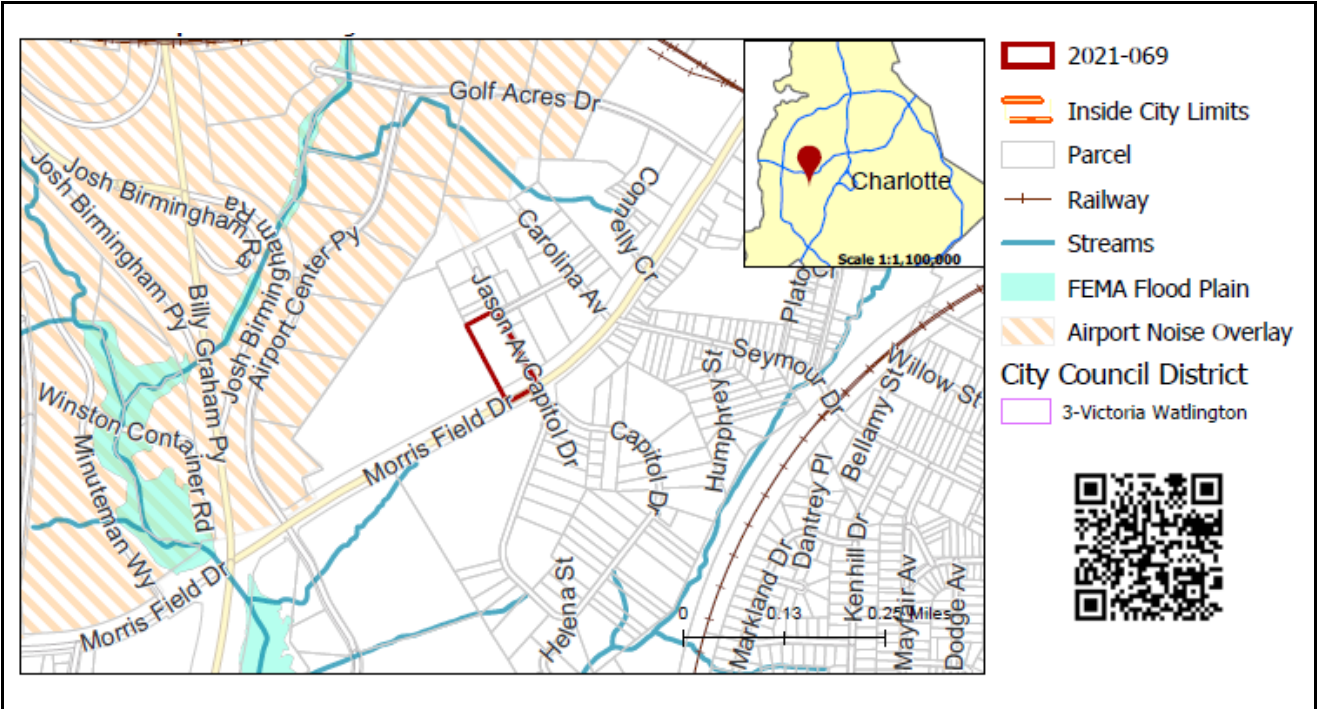 Golf Acres Dr
Josh Birmingham Py
Josh Birmingham Ra
Ra
Josh Birmingham
Billy Graham Py
Airport Center Py
Connelly Cr
Carolina Av
Jason Av
Capitol Dr
Morris Field Dr
Capitol Dr
Seymour Dr
Humphrey St
Plato
Willow St
Bellamy St
Dantrey Pl
Kenhill Dr
Markland Dr
Mayfair Av
Dodge Av
Helena St
Winston Container Rd
Minuteman Wy
Morris Field Dr
0 0.13 0.25 Miles
Charlotte
Scale 1:1,100,000
2021-069
Inside City Limits
Parcel
Railway
Streams
FEMA Flood Plain
Airport Noise Overlay
City Council District
3-Victoria Watlington